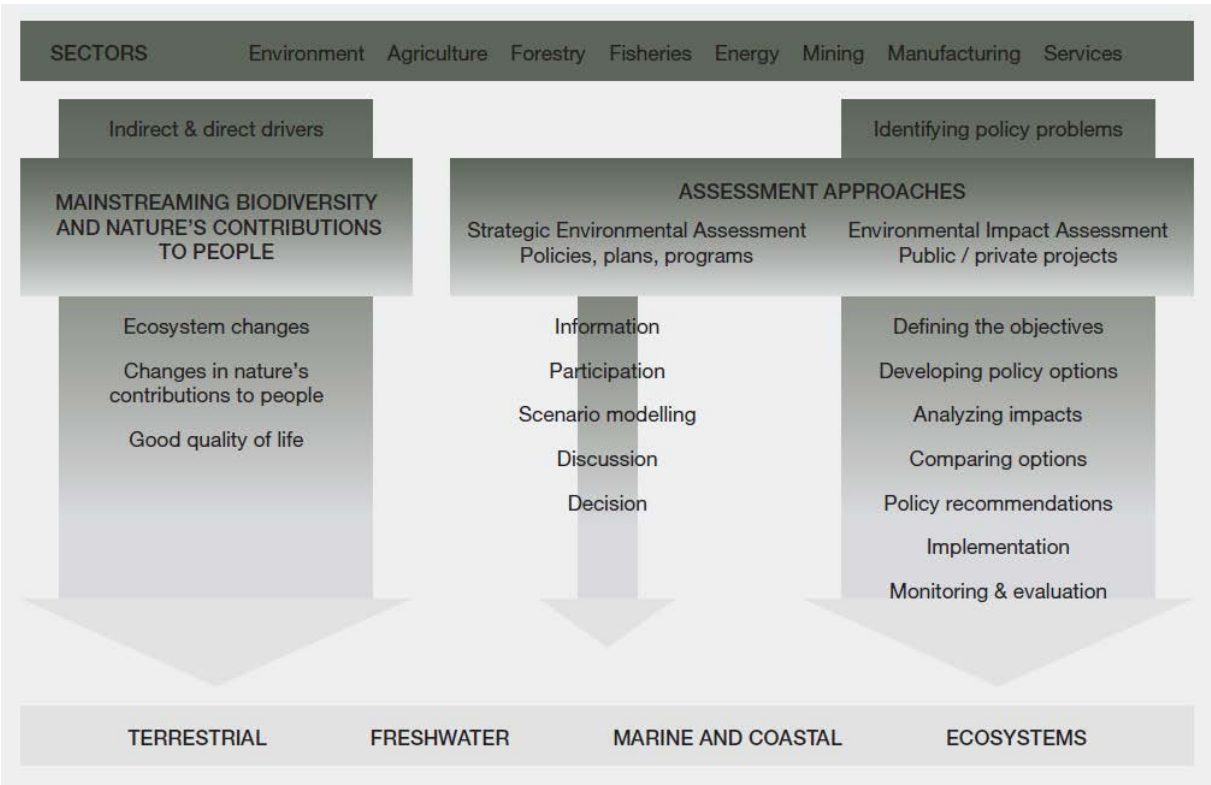 SECTORS Environment Agriculture Forestry Fisheries Energy Mining Manufacturing Services
Indirect & direct drivers
MAINSTREAMING BIODIVERSITY
AND NATURE'S CONTRIBUTIONS
TO PEOPLE
Ecosystem changes
Changes in nature's
contributions to people
Good quality of life
Identifying policy problems
ASSESSMENT APPROACHES
Strategic Environmental Assessment
Policies, plans, programs
Environmental Impact Assessment
Public / private projects
Information
Participation
Scenario modelling
Discussion
Decision
Defining the objectives
Developing policy options
Analyzing impacts
Comparing options
Policy recommendations
Implementation
Monitoring & evaluation
TERRESTRIAL FRESHWATER MARINE AND COASTAL ECOSYSTEMS